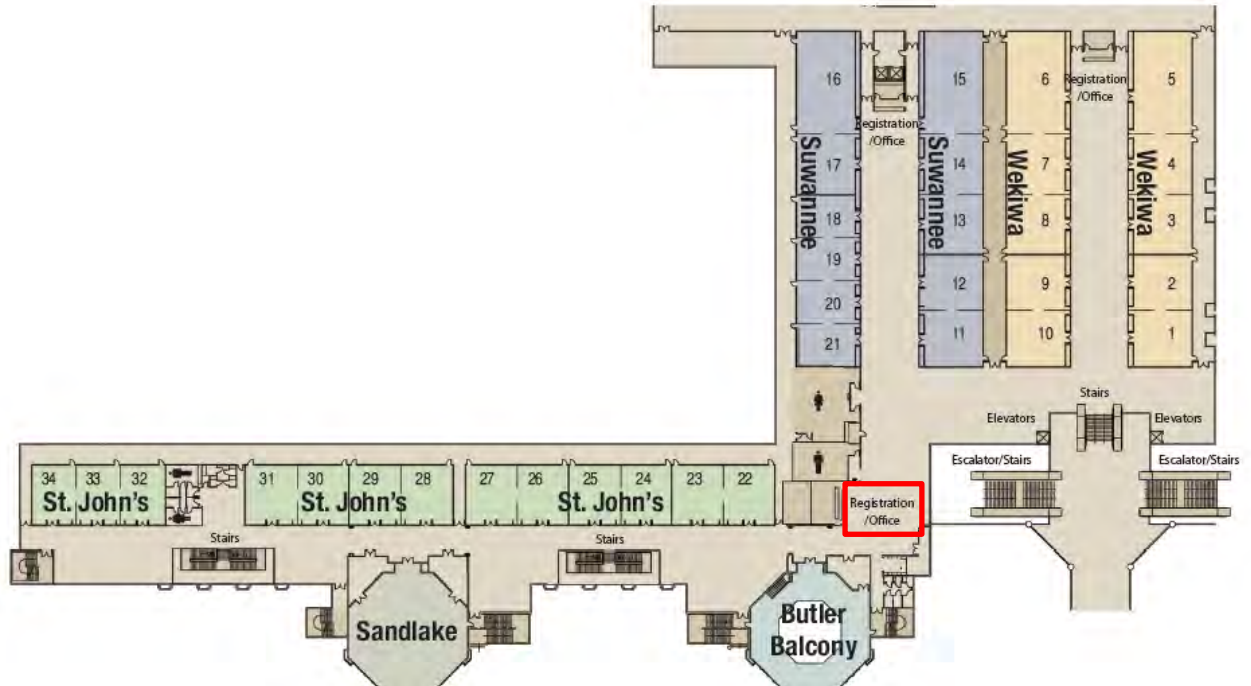 16
15
6
Registration
/Office
5
Registration
/Office
Suwannee
17
Suwannee
14
Wekiwa
7
Wekiwa
4
18
13
8
3
19
12
9
2
20
21
11
10
1
Stairs
Elevators
Elevators
Escalator/Stairs
Escalator/Stairs
34
33
32
St. John's
31
30
29
28
St. John's
27
26
25
24
23
22
St. John's
Registration
/Office
Stairs
Stairs
Sandlake
Butler
Balcony